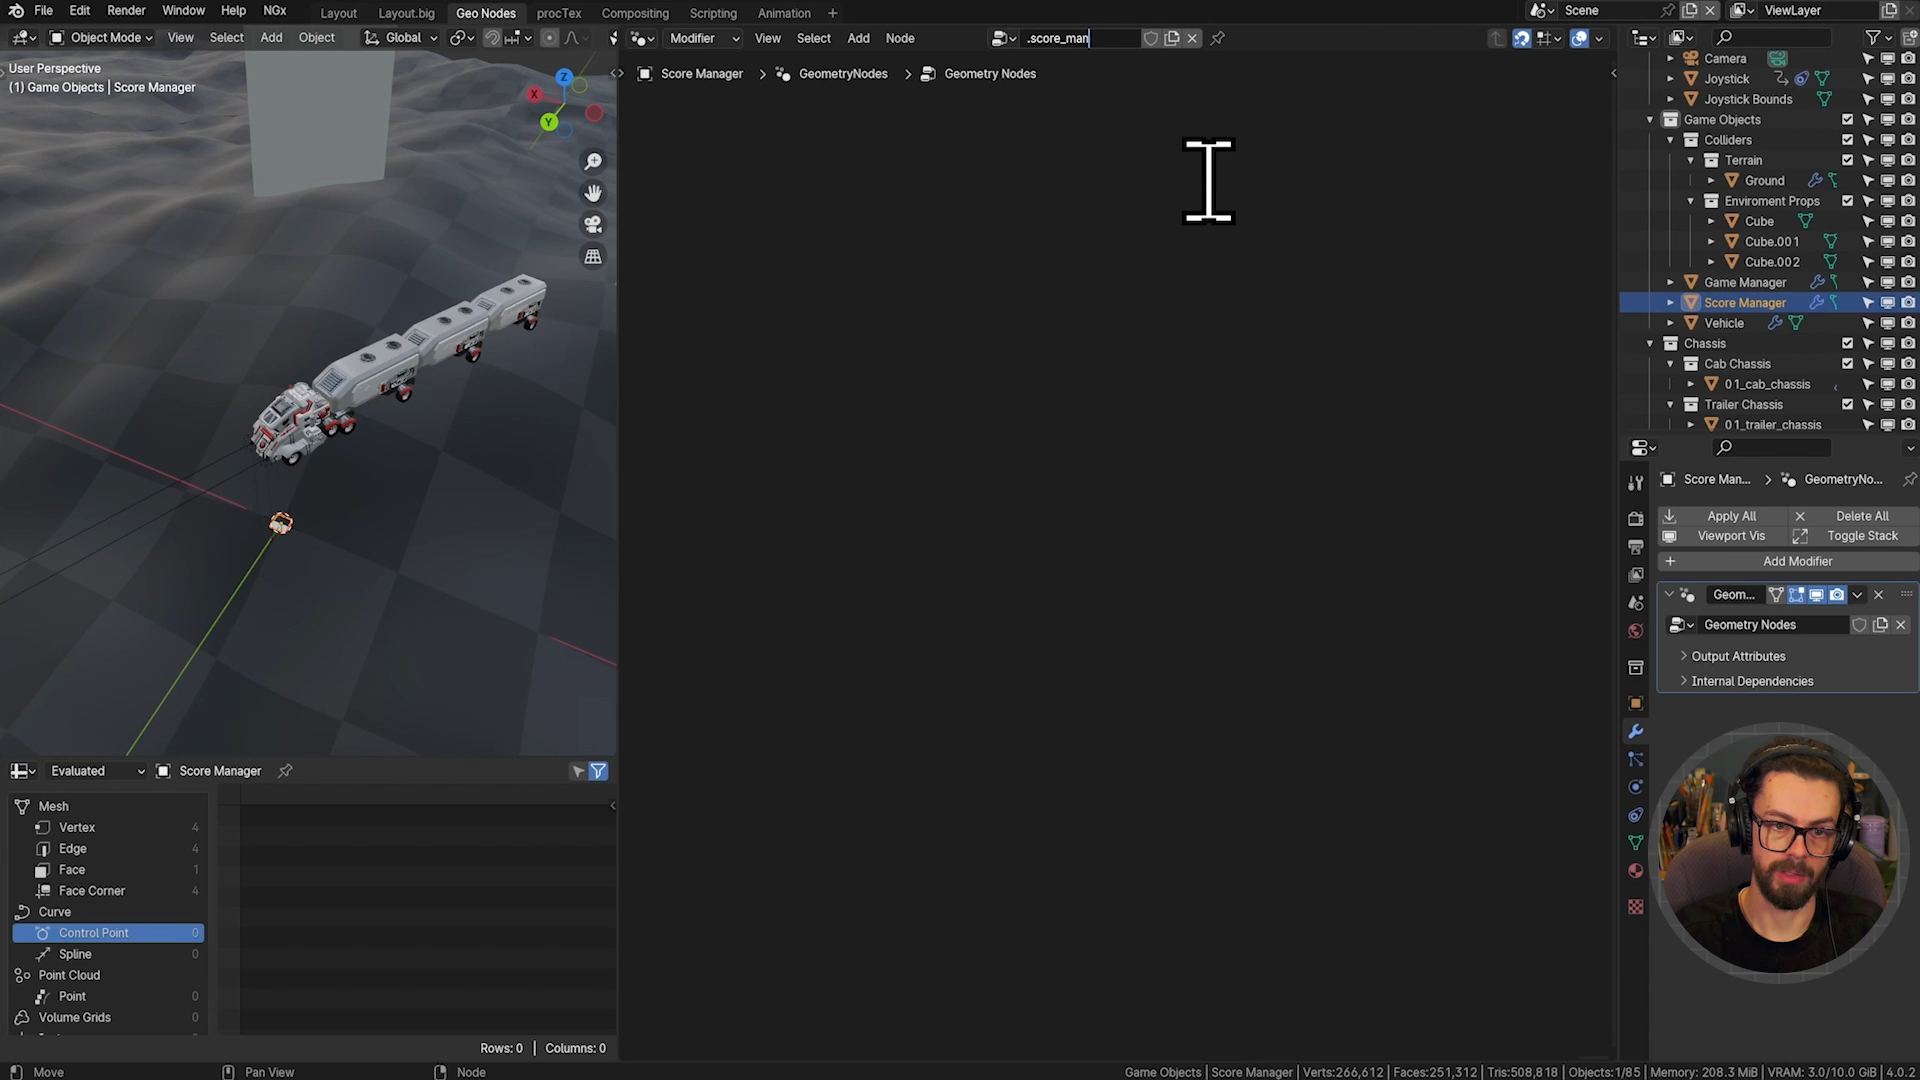 File Edit Render Window Help NGx Layout Layout.big Geo Nodes procTex Compositing Scripting Animation + Scene ViewLayer
Object Mode View Select Add Object Global Modifier View Select Add Node .score_man
User Perspective
(1) Game Objects | Score Manager
Z
X
Y
Score Manager > GeometryNodes > Geometry Nodes
Camera
Joystick
Joystick Bounds
Game Objects
Colliders
Terrain
Ground
Enviroment Props
Cube
Cube.001
Cube.002
Game Manager
Score Manager
Vehicle
Chassis
Cab Chassis
01_cab_chassis
Trailer Chassis
01_trailer_chassis
Score Man... > GeometryNo...
Apply All Delete All
Viewport Vis Toggle Stack
Add Modifier
Geom...
Geometry Nodes
Output Attributes
Internal Dependencies
Evaluated Score Manager
Mesh
Vertex 4
Edge 4
Face 1
Face Corner 4
Curve
Control Point 0
Spline 0
Point Cloud
Point 0
Volume Grids
Rows: 0 | Columns: 0
Move Pan View Node Game Objects | Score Manager | Verts:266,612 | Faces:251,312 | Tris:508,818 | Objects:1/85 | Memory: 208.3 MiB | VRAM: 3.0/10.0 GiB | 4.0.2